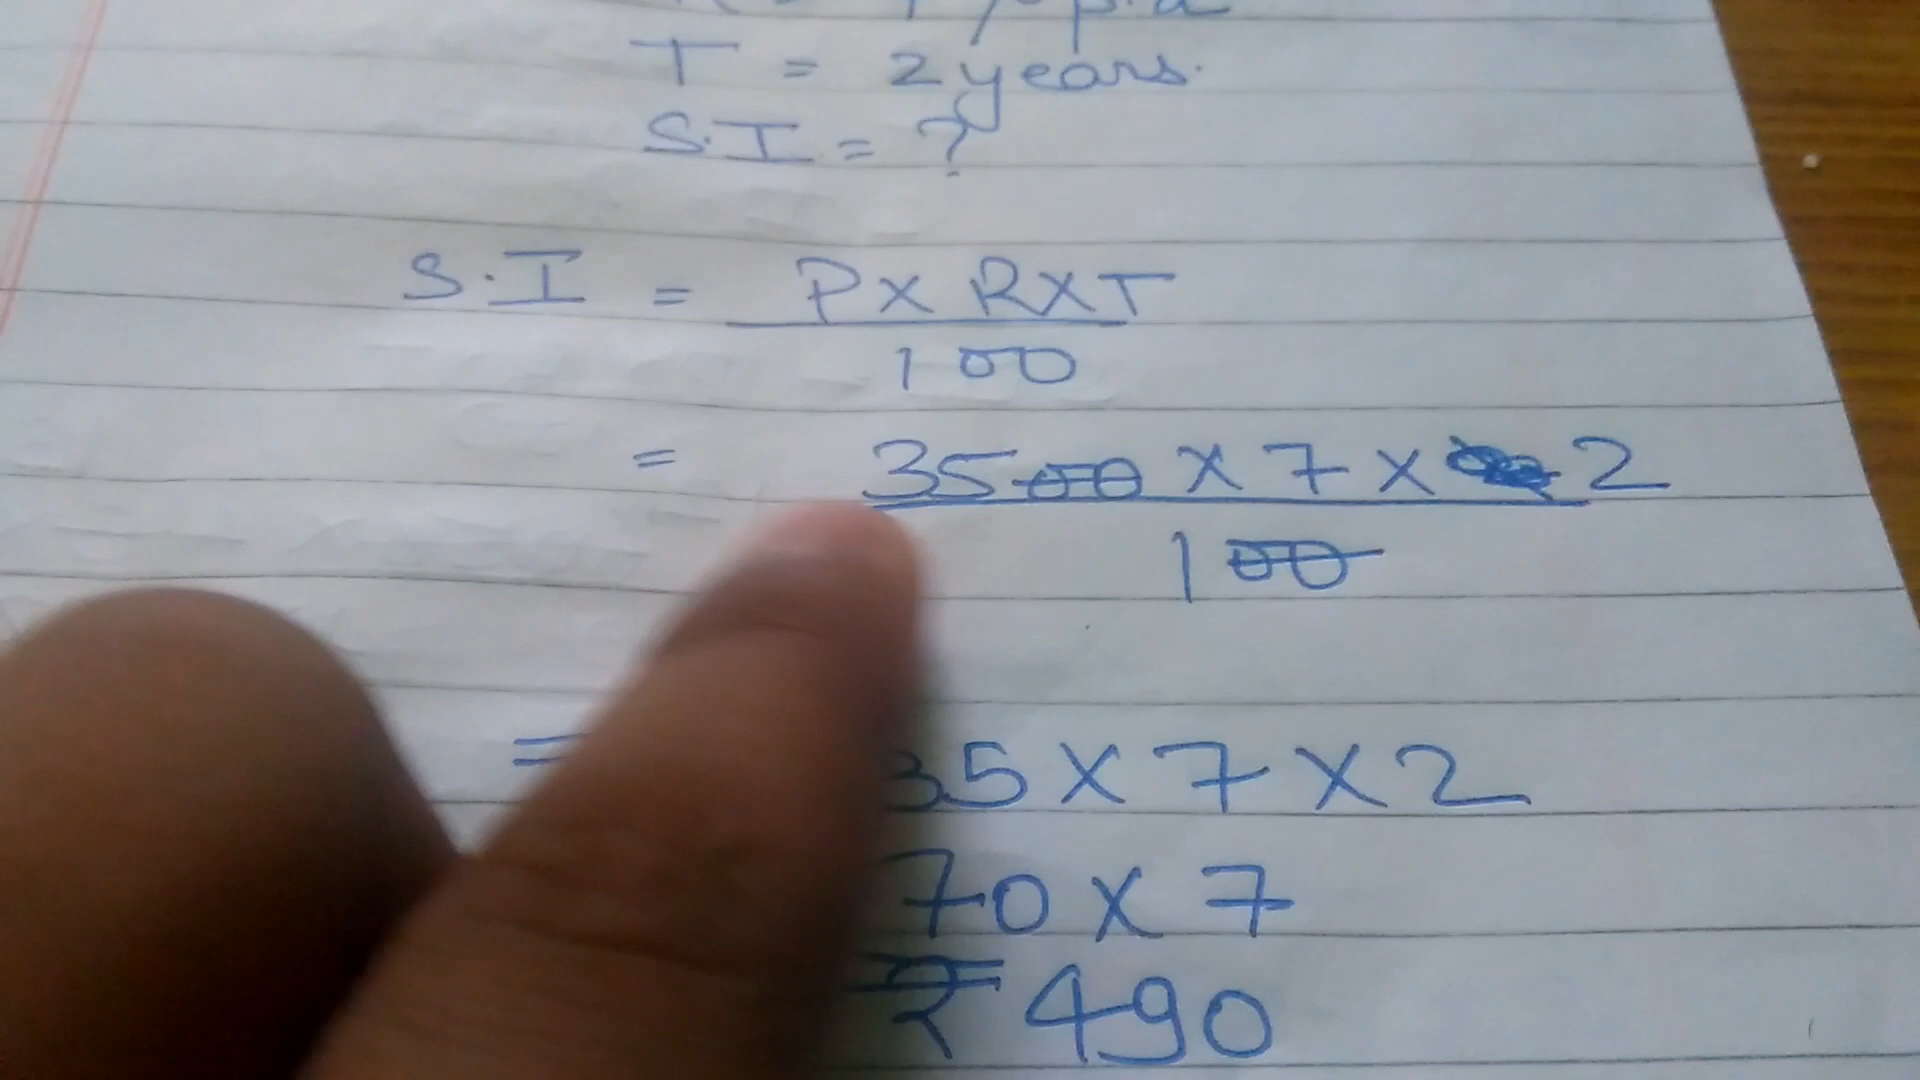 T = 2 years.
S.I = ?
S.I = P X R X T
100
= 3500 X 7 X 2
100
= 35 X 7 X 2
70 X 7
₹ 490